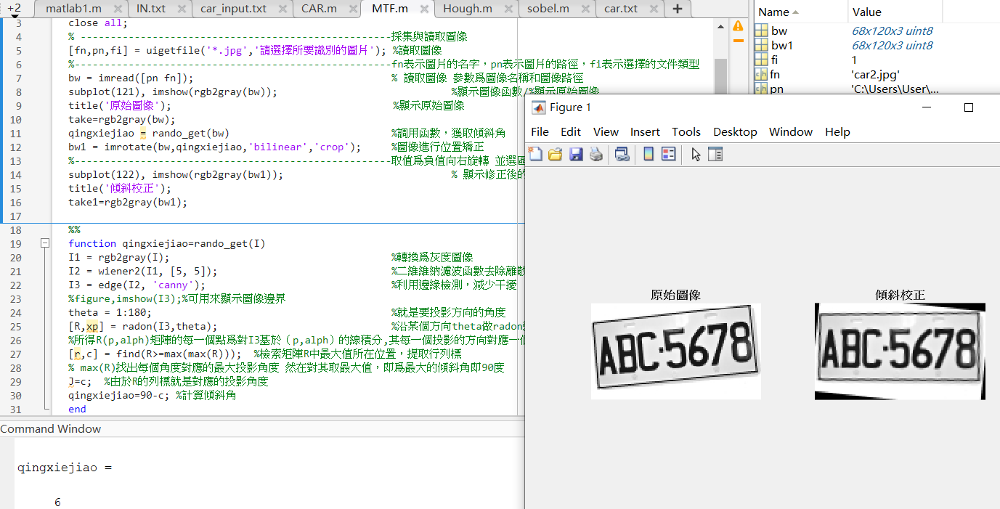 +2 matlab1.m IN.txt car_input.txt CAR.m MTF.m Hough.m sobel.m car.txt
3 close all;
4 % -------------------------------------------------採集與讀取圖像
5 [fn,pn,fi] = uigetfile('*.jpg','請選擇所要識別的圖片'); %讀取圖像
6 %--------------------------------------------------fn表示圖片的名字，pn表示圖片的路徑，fi表示選擇的文件類型
7 bw = imread([pn fn]); % 讀取圖像 參數爲圖像名稱和圖像路徑
8 subplot(121), imshow(rgb2gray(bw)); %顯示圖像函數/%顯示原始圖像
9 title('原始圖像'); %顯示原始圖像
10 take=rgb2gray(bw);
11 qingxiejiao = rando_get(bw) %調用函數，獲取傾斜角
12 bw1 = imrotate(bw,qingxiejiao,'bilinear','crop'); %圖像進行位置矯正
13 %--------------------------------------------------取值爲負值向右旋轉 並選區
14 subplot(122), imshow(rgb2gray(bw1)); % 顯示修正後的
15 title('傾斜校正');
16 take1=rgb2gray(bw1);
17
18 %%
19 function qingxiejiao=rando_get(I)
20 I1 = rgb2gray(I); %轉換爲灰度圖像
21 I2 = wiener2(I1, [5, 5]); %二維維納濾波函數去除離散
22 I3 = edge(I2, 'canny'); %利用邊緣檢測，減少干擾
23 %figure,imshow(I3);%可用來顯示圖像邊界
24 theta = 1:180; %就是要投影方向的角度
25 [R,xp] = radon(I3,theta); %沿某個方向theta做radon
26 %所得R(p,alph)矩陣的每一個點爲對I3基於（p,alph）的線積分,其每一個投影的方向對應一個
27 [r,c] = find(R>=max(max(R))); %檢索矩陣R中最大值所在位置，提取行列標
28 % max(R)找出每個角度對應的最大投影角度 然在對其取最大值，即爲最大的傾斜角即90度
29 J=c; %由於R的列標就是對應的投影角度
30 qingxiejiao=90-c; %計算傾斜角
31 end
Command Window
qingxiejiao =
6
Name Value
bw 68x120x3 uint8
bw1 68x120x3 uint8
fi 1
fn 'car2.jpg'
pn 'C:\Users\User\...
Figure 1
File Edit View Insert Tools Desktop Window Help
原始圖像
ABC·5678
傾斜校正
ABC·5678